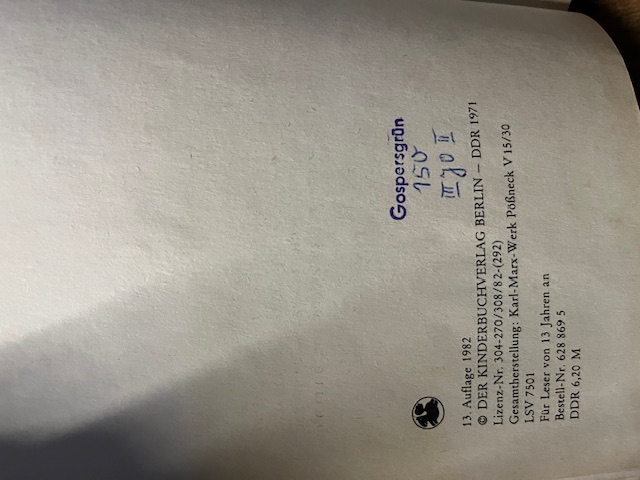 Gospersgrün
150
13. Auflage 1982
© DER KINDERBUCHVERLAG BERLIN – DDR 1971
Lizenz-Nr. 304-270/308/82-(292)
Gesamtherstellung: Karl-Marx-Werk Pößneck V 15/30
LSV 7501
Für Leser von 13 Jahren an
Bestell-Nr. 628 869 5
DDR 6,20 M